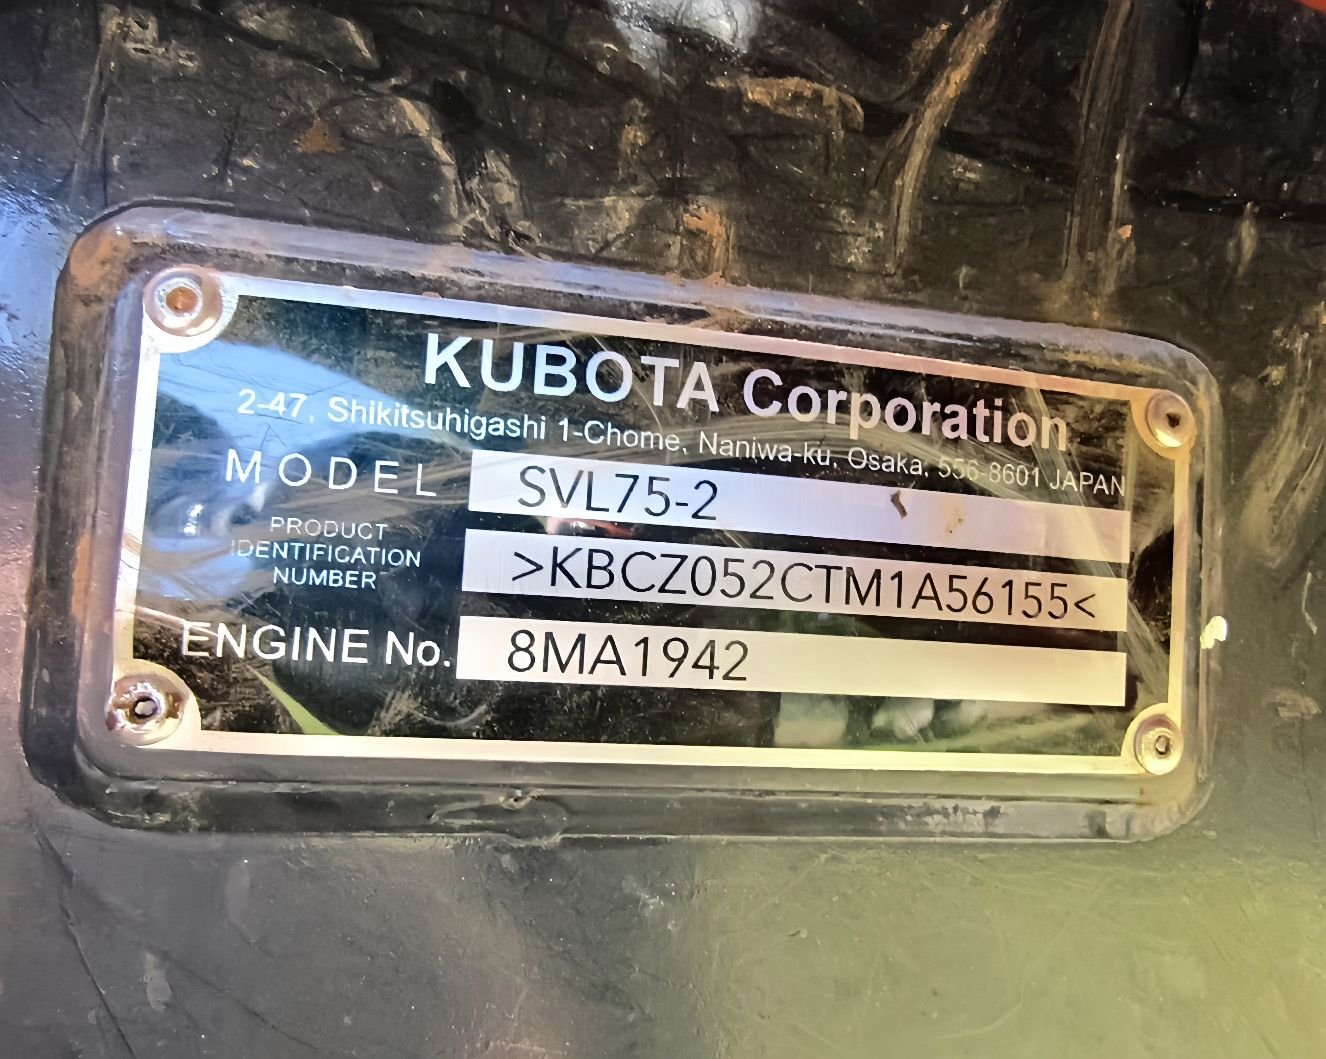 KUBOTA Corporation
2-47, Shikitsuhigashi 1-Chome, Naniwa-ku, Osaka, 556-8601 JAPAN
MODEL SVL75-2
PRODUCT
IDENTIFICATION
NUMBER >KBCZ052CTM1A56155<
ENGINE No. 8MA1942